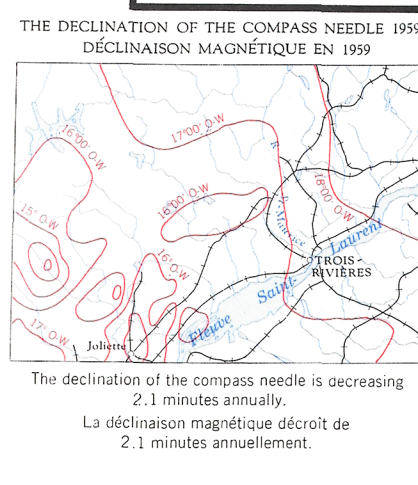 THE DECLINATION OF THE COMPASS NEEDLE 1959
DÉCLINAISON MAGNÉTIQUE EN 1959
16°00' O-W
17°00' O-W
R.
18°00' O-W
15° O-W
16°00' O-W
St. Maurice
Laurent
TROIS-
RIVIÈRES
16° O-W
Saint-
17° O-W
Joliette
Fleuve
The declination of the compass needle is decreasing
2.1 minutes annually.
La déclinaison magnétique décroît de
2.1 minutes annuellement.